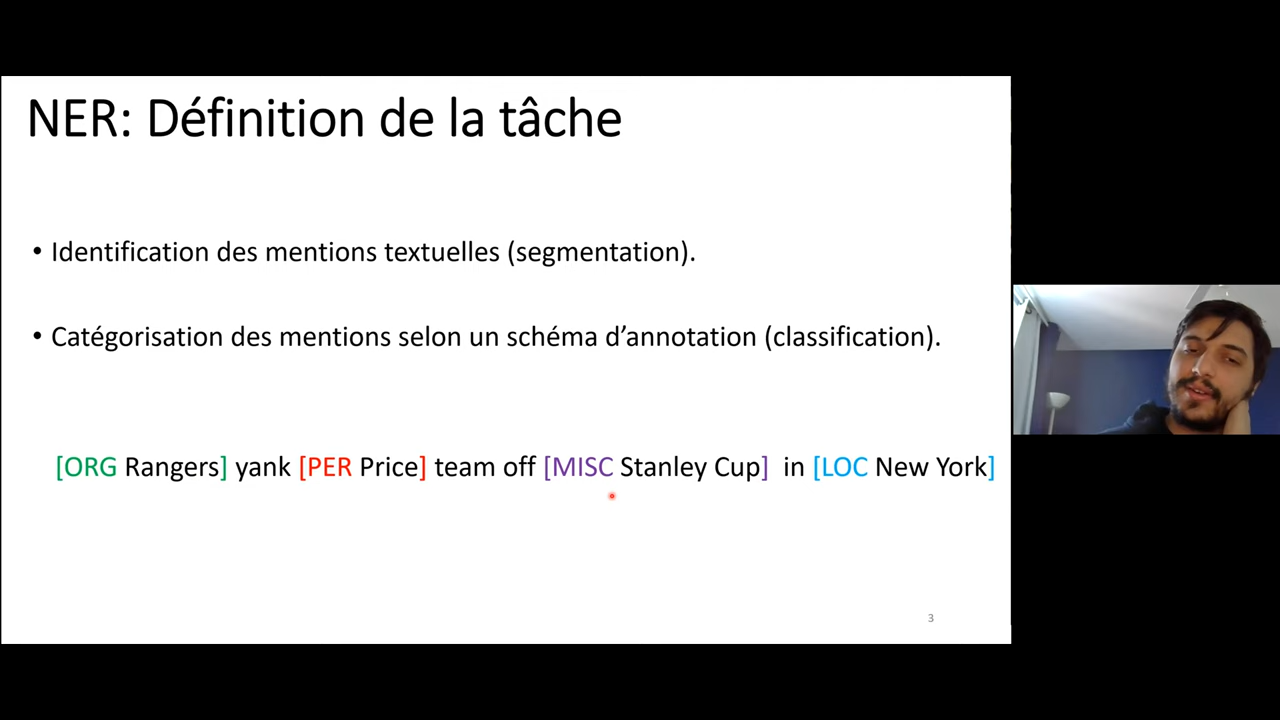 NER: Définition de la tâche
• Identification des mentions textuelles (segmentation).
• Catégorisation des mentions selon un schéma d’annotation (classification).
[ORG Rangers] yank [PER Price] team off [MISC Stanley Cup] in [LOC New York]
3